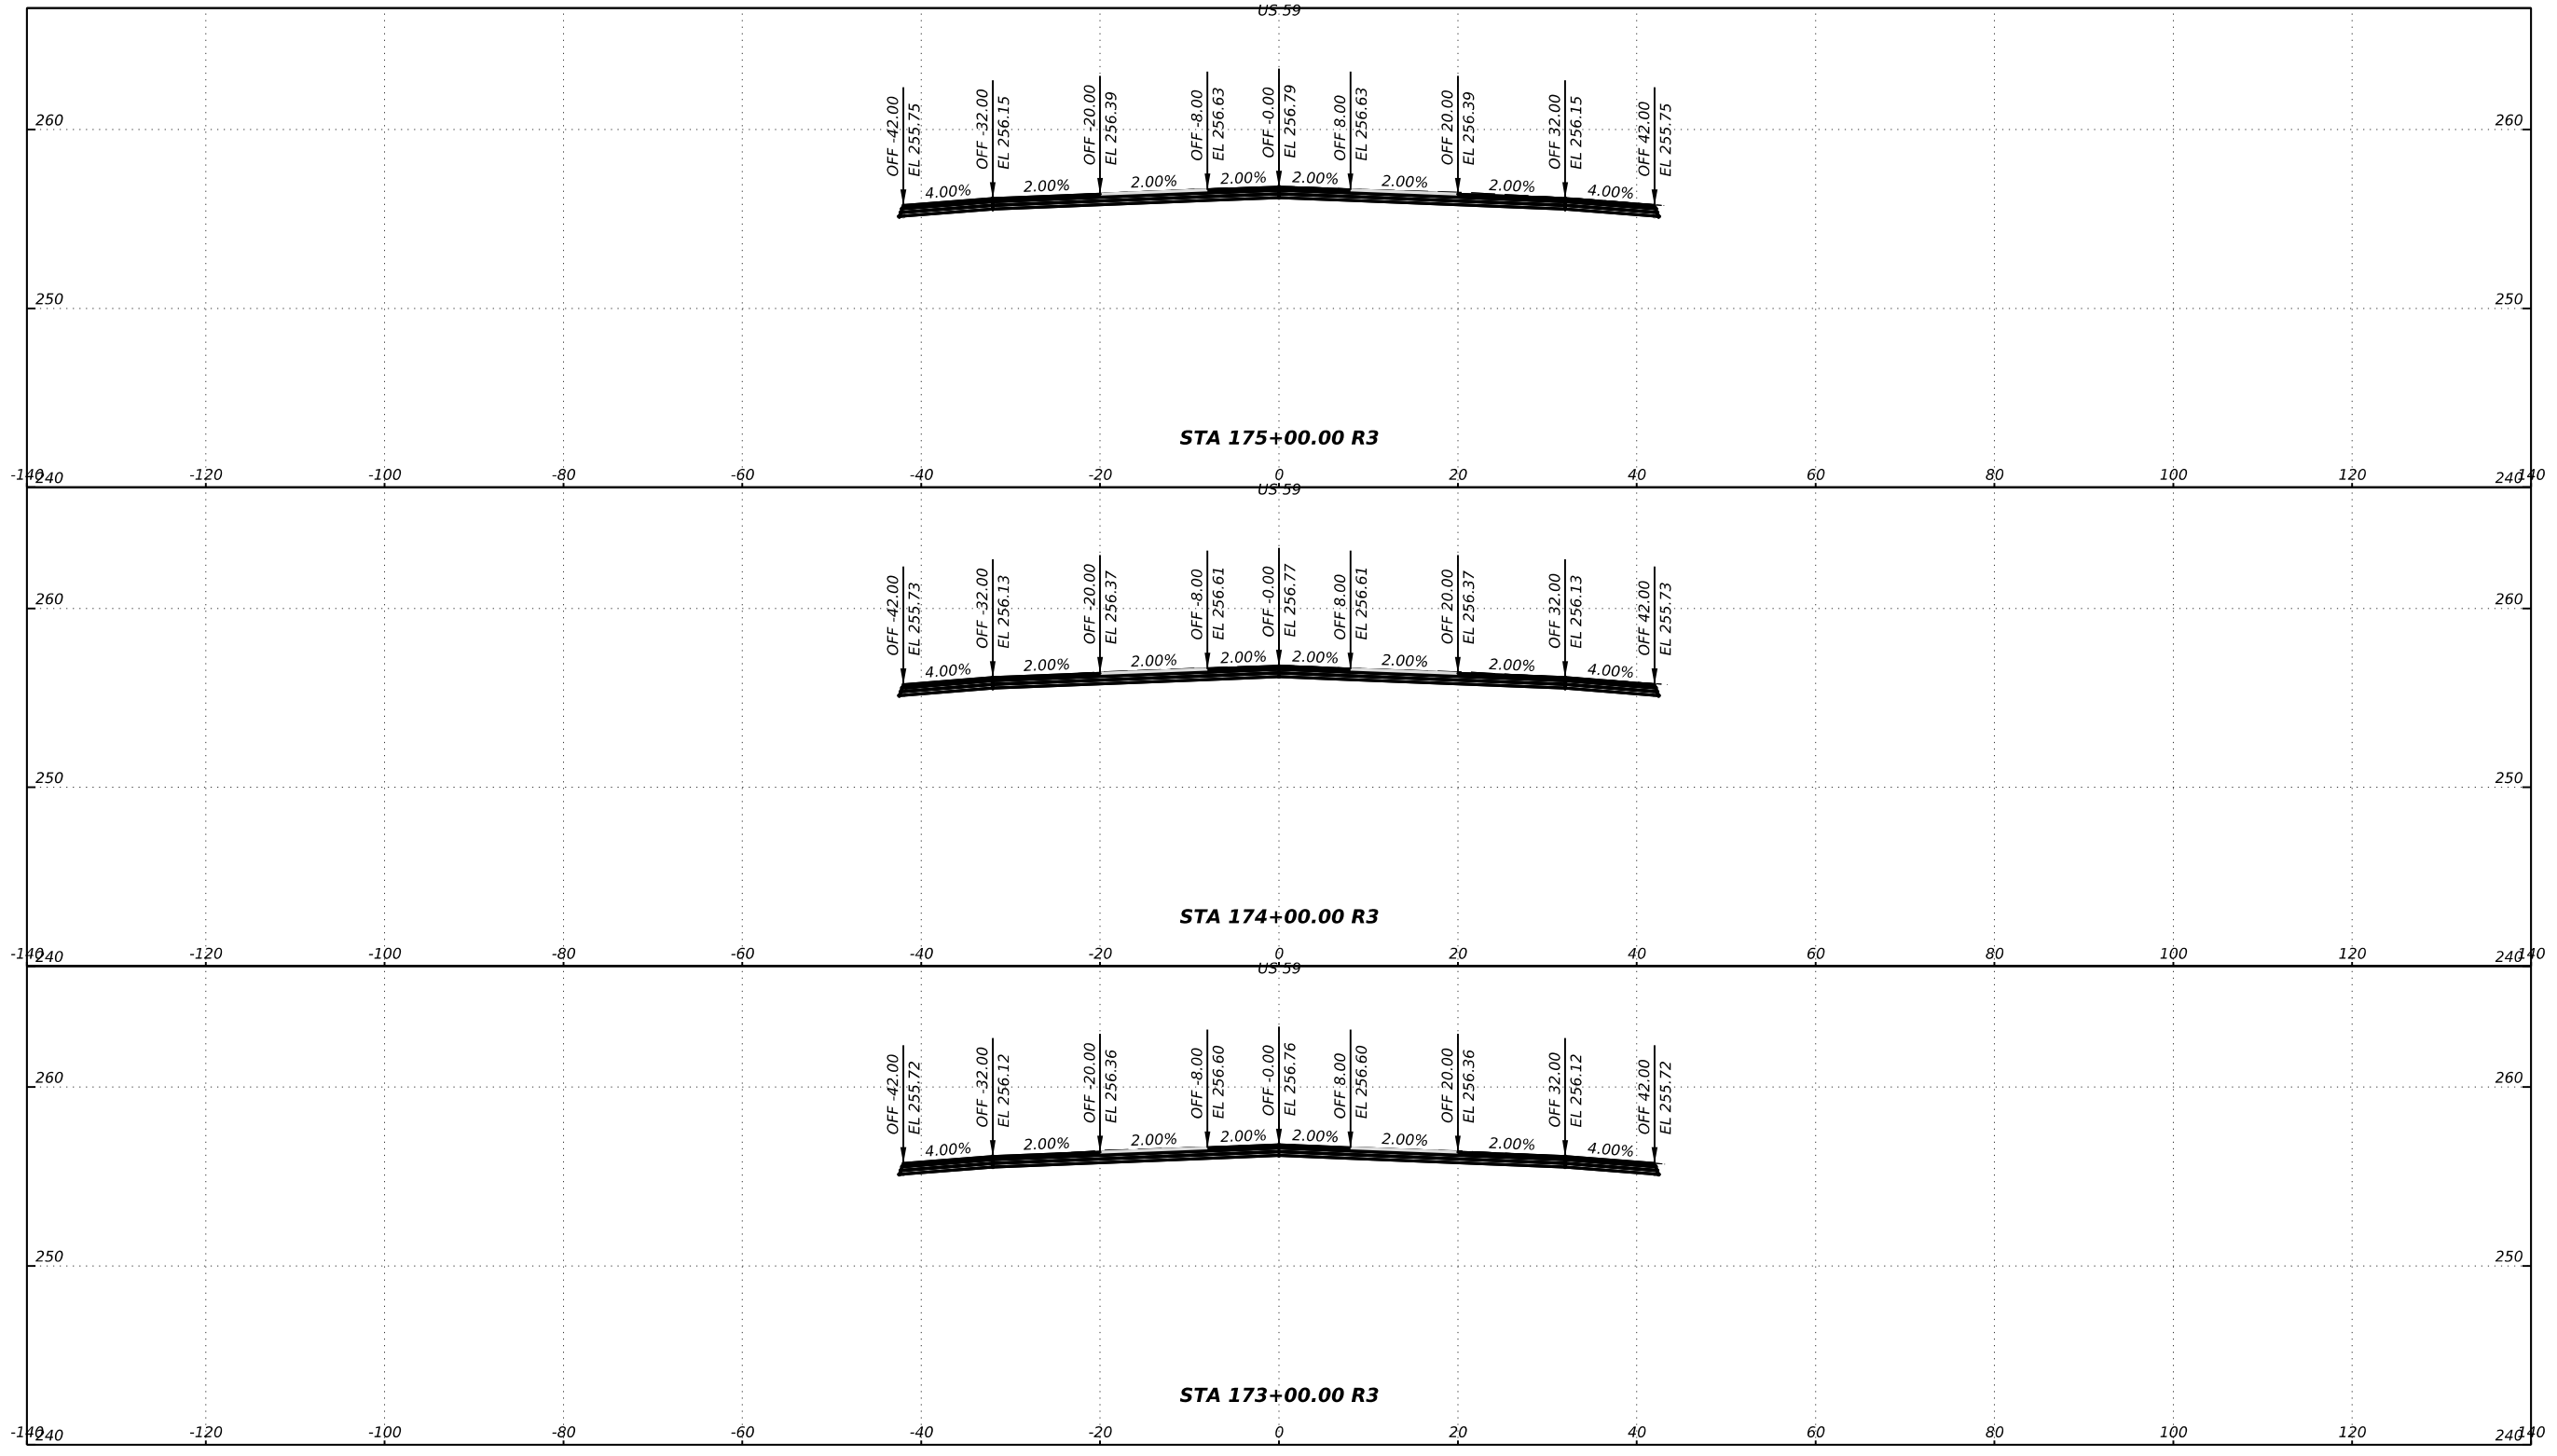 US 59
OFF -42.00
EL 255.75
OFF -32.00
EL 256.15
OFF -20.00
EL 256.39
OFF -8.00
EL 256.63
OFF -0.00
EL 256.79
OFF 8.00
EL 256.63
OFF 20.00
EL 256.39
OFF 32.00
EL 256.15
OFF 42.00
EL 255.75
260 260
4.00% 2.00% 2.00% 2.00% 2.00% 2.00% 2.00% 4.00%
250 250
STA 175+00.00 R3
-140 -120 -100 -80 -60 -40 -20 0 20 40 60 80 100 120 140
240 240
US 59
OFF -42.00
EL 255.73
OFF -32.00
EL 256.13
OFF -20.00
EL 256.37
OFF -8.00
EL 256.61
OFF -0.00
EL 256.77
OFF 8.00
EL 256.61
OFF 20.00
EL 256.37
OFF 32.00
EL 256.13
OFF 42.00
EL 255.73
260 260
4.00% 2.00% 2.00% 2.00% 2.00% 2.00% 2.00% 4.00%
250 250
STA 174+00.00 R3
-140 -120 -100 -80 -60 -40 -20 0 20 40 60 80 100 120 140
240 240
US 59
OFF -42.00
EL 255.72
OFF -32.00
EL 256.12
OFF -20.00
EL 256.36
OFF -8.00
EL 256.60
OFF -0.00
EL 256.76
OFF 8.00
EL 256.60
OFF 20.00
EL 256.36
OFF 32.00
EL 256.12
OFF 42.00
EL 255.72
260 260
4.00% 2.00% 2.00% 2.00% 2.00% 2.00% 2.00% 4.00%
250 250
STA 173+00.00 R3
-140 -120 -100 -80 -60 -40 -20 0 20 40 60 80 100 120 140
240 240